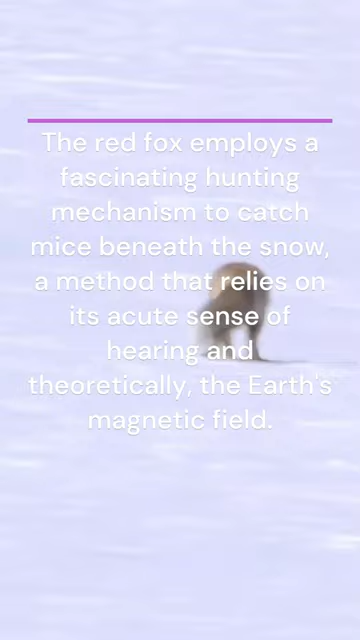 The red fox employs a
fascinating hunting
mechanism to catch
mice beneath the snow,
a method that relies on
its acute sense of
hearing and
theoretically, the Earth's
magnetic field.